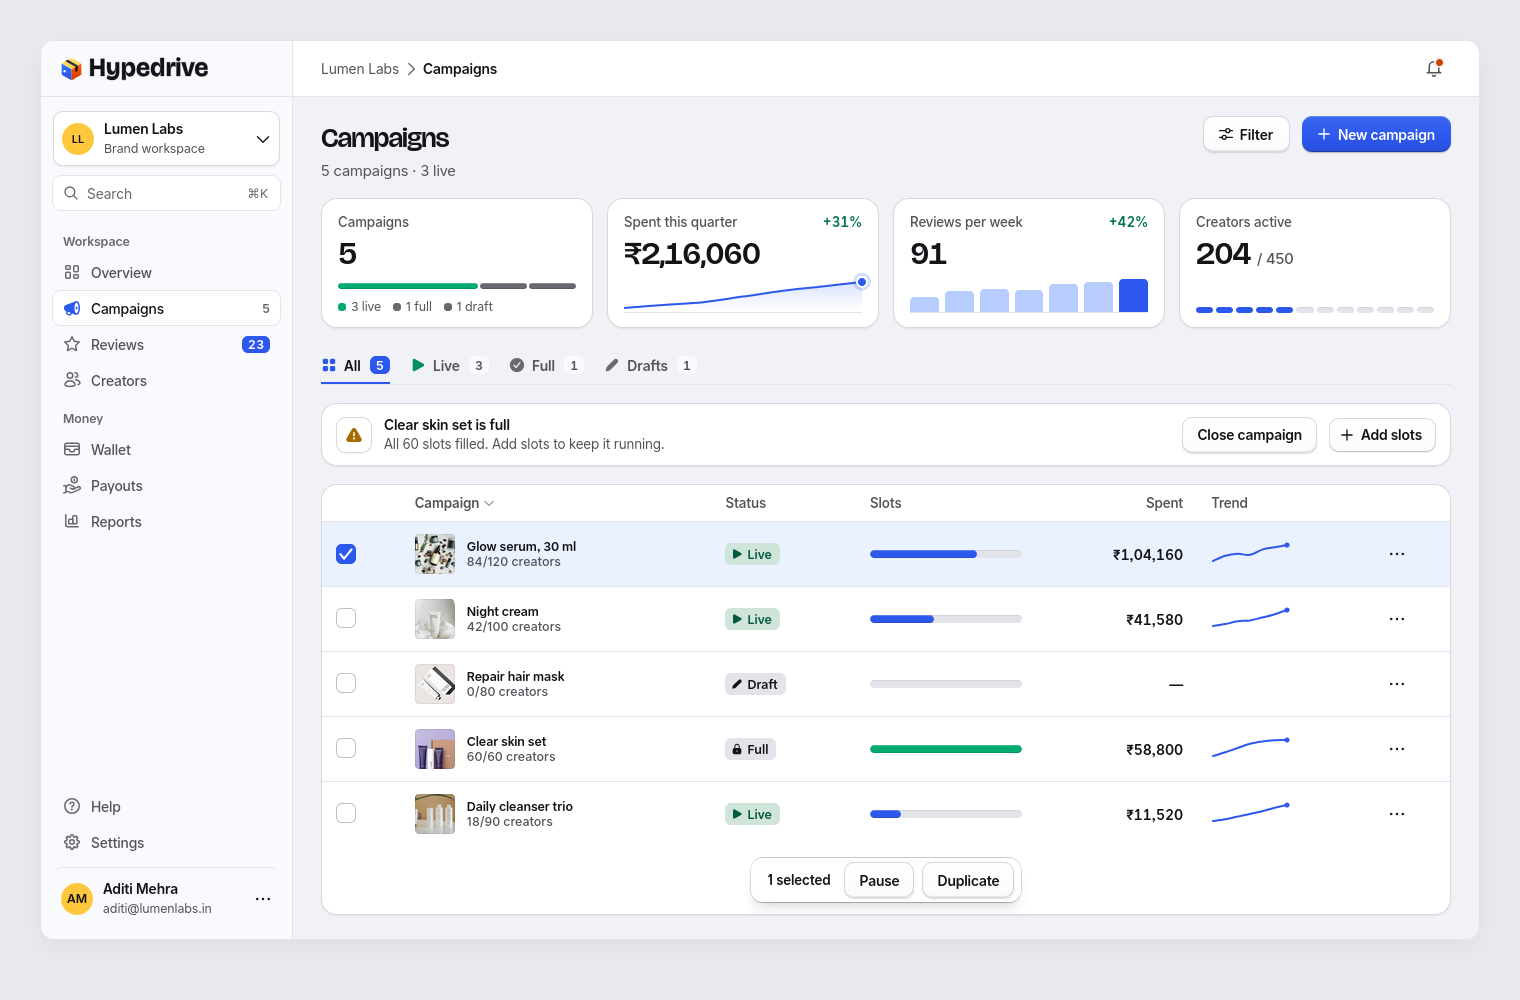 Hypedrive
Lumen Labs
Campaigns
LL
Lumen Labs
Brand workspace
Search
⌘K
Workspace
Overview
Campaigns
5
Reviews
23
Creators
Money
Wallet
Payouts
Reports
Help
Settings
AM
Aditi Mehra
aditi@lumenlabs.in
Campaigns
5 campaigns · 3 live
Filter
New campaign
Campaigns
5
3 live
1 full
1 draft
Spent this quarter
+31%
₹2,16,060
Reviews per week
+42%
91
Creators active
204 / 450
All 5
Live 3
Full 1
Drafts 1
Clear skin set is full
All 60 slots filled. Add slots to keep it running.
Close campaign
Add slots
Campaign
Status
Slots
Spent
Trend
Glow serum, 30 ml
84/120 creators
Live
₹1,04,160
Night cream
42/100 creators
Live
₹41,580
Repair hair mask
0/80 creators
Draft
—
Clear skin set
60/60 creators
Full
₹58,800
Daily cleanser trio
18/90 creators
Live
₹11,520
1 selected
Pause
Duplicate